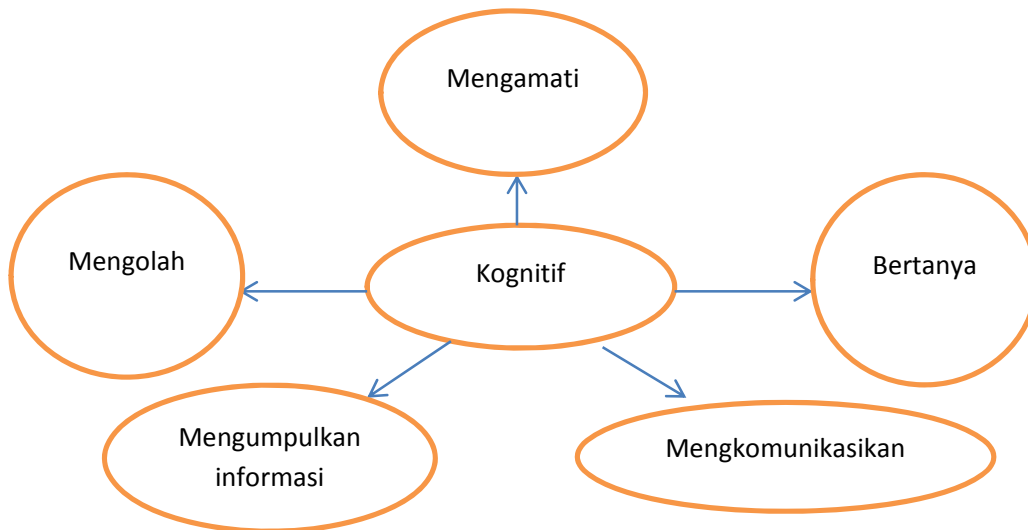 Mengamati
Mengolah
Kognitif
Bertanya
Mengumpulkan
informasi
Mengkomunikasikan